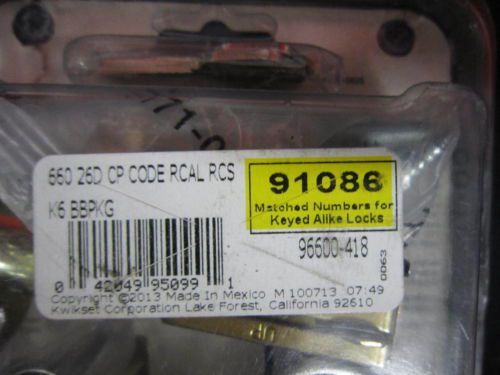 660 26D CP CODE RCAL RCS
K6 BBPKG
91086
Matched Numbers for
Keyed Alike Locks
96600-418
0063
0 42049 95099 1
Copyright ©2013 Made In Mexico M 100713 07:49
Kwikset Corporation Lake Forest, California 92610